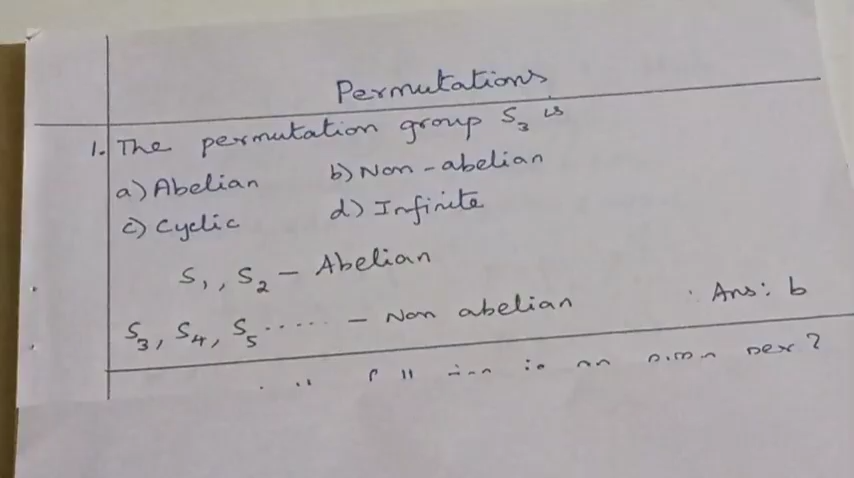 Permutations
1. The permutation group S₃ is
a) Abelian b) Non-abelian
c) Cyclic d) Infinite
S₁, S₂ - Abelian
S₃, S₄, S₅ ..... - Non abelian Ans: b